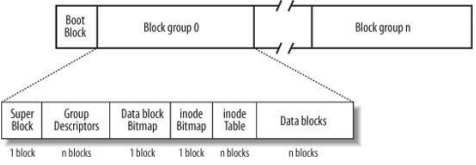 Boot
Block
Block group 0
Block group n
Super
Block
Group
Descriptors
Data block
Bitmap
inode
Bitmap
inode
Table
Data blocks
1 block
n blocks
1 block
1 block
n blocks
n blocks